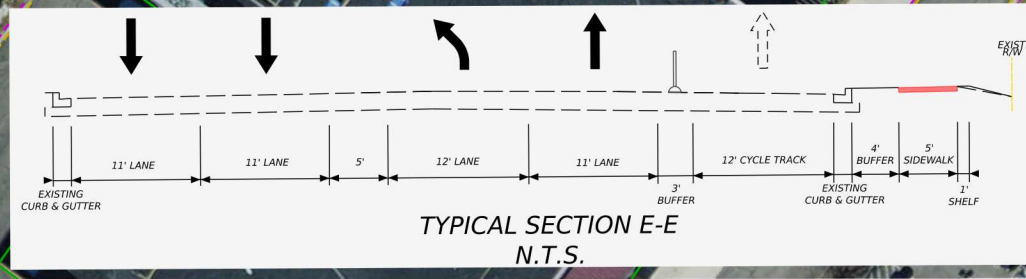 EXIST
R/W
11' LANE
11' LANE
5'
12' LANE
11' LANE
3'
BUFFER
12' CYCLE TRACK
4'
BUFFER
5'
SIDEWALK
1'
SHELF
EXISTING
CURB & GUTTER
EXISTING
CURB & GUTTER
TYPICAL SECTION E-E
N.T.S.